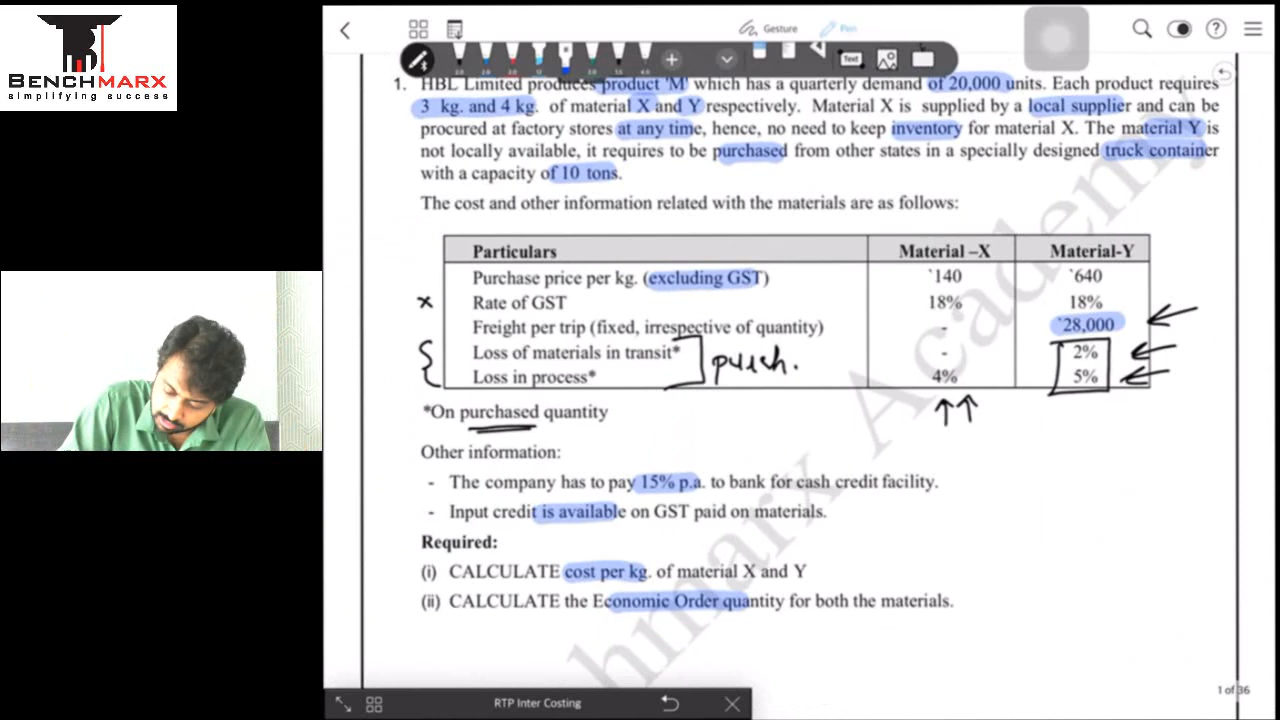 BENCHMARX
simplifying success
Gesture
Pen
Text
1. HBL Limited produces product 'M' which has a quarterly demand of 20,000 units. Each product requires
3 kg. and 4 kg. of material X and Y respectively. Material X is supplied by a local supplier and can be
procured at factory stores at any time, hence, no need to keep inventory for material X. The material Y is
not locally available, it requires to be purchased from other states in a specially designed truck container
with a capacity of 10 tons.
The cost and other information related with the materials are as follows:
Particulars Material –X Material-Y
Purchase price per kg. (excluding GST) `140 `640
x Rate of GST 18% 18%
Freight per trip (fixed, irrespective of quantity) - `28,000
Loss of materials in transit* - 2%
purch.
Loss in process* 4% 5%
*On purchased quantity
Other information:
- The company has to pay 15% p.a. to bank for cash credit facility.
- Input credit is available on GST paid on materials.
Required:
(i) CALCULATE cost per kg. of material X and Y
(ii) CALCULATE the Economic Order quantity for both the materials.
1 of 36
RTP Inter Costing